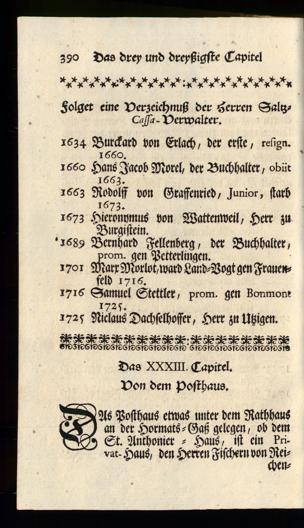 390 Das drey und dreyßigste Capitel
Folget eine Verzeichnuß der Herren Saltz-
Cassa-Verwalter.
1634 Burckard von Erlach, der erste, resign.
1660.
1660 Hans Jacob Morel, der Buchhalter, obiit
1663.
1663 Rodolff von Graffenried, Junior, starb
1673.
1673 Hieronymus von Wattenweil, Herr zu
Burgistein.
1689 Bernhard Fellenberg, der Buchhalter,
prom. gen Petterlingen.
1701 Marx Morlot, ward Land-Vogt gen Frauen-
feld 1716.
1716 Samuel Stettler, prom. gen Bonmont
1725.
1725 Niclaus Dachselhoffer, Herr zu Utzigen.
Das XXXIII. Capitel.
Von dem Posthaus.
DAs Posthaus etwas unter dem Rathhaus
an der Hormats-Gaß gelegen, ob dem
St. Anthonier-Haus, ist ein Pri-
vat-Haus, den Herren Fischern von Rei-
chen-